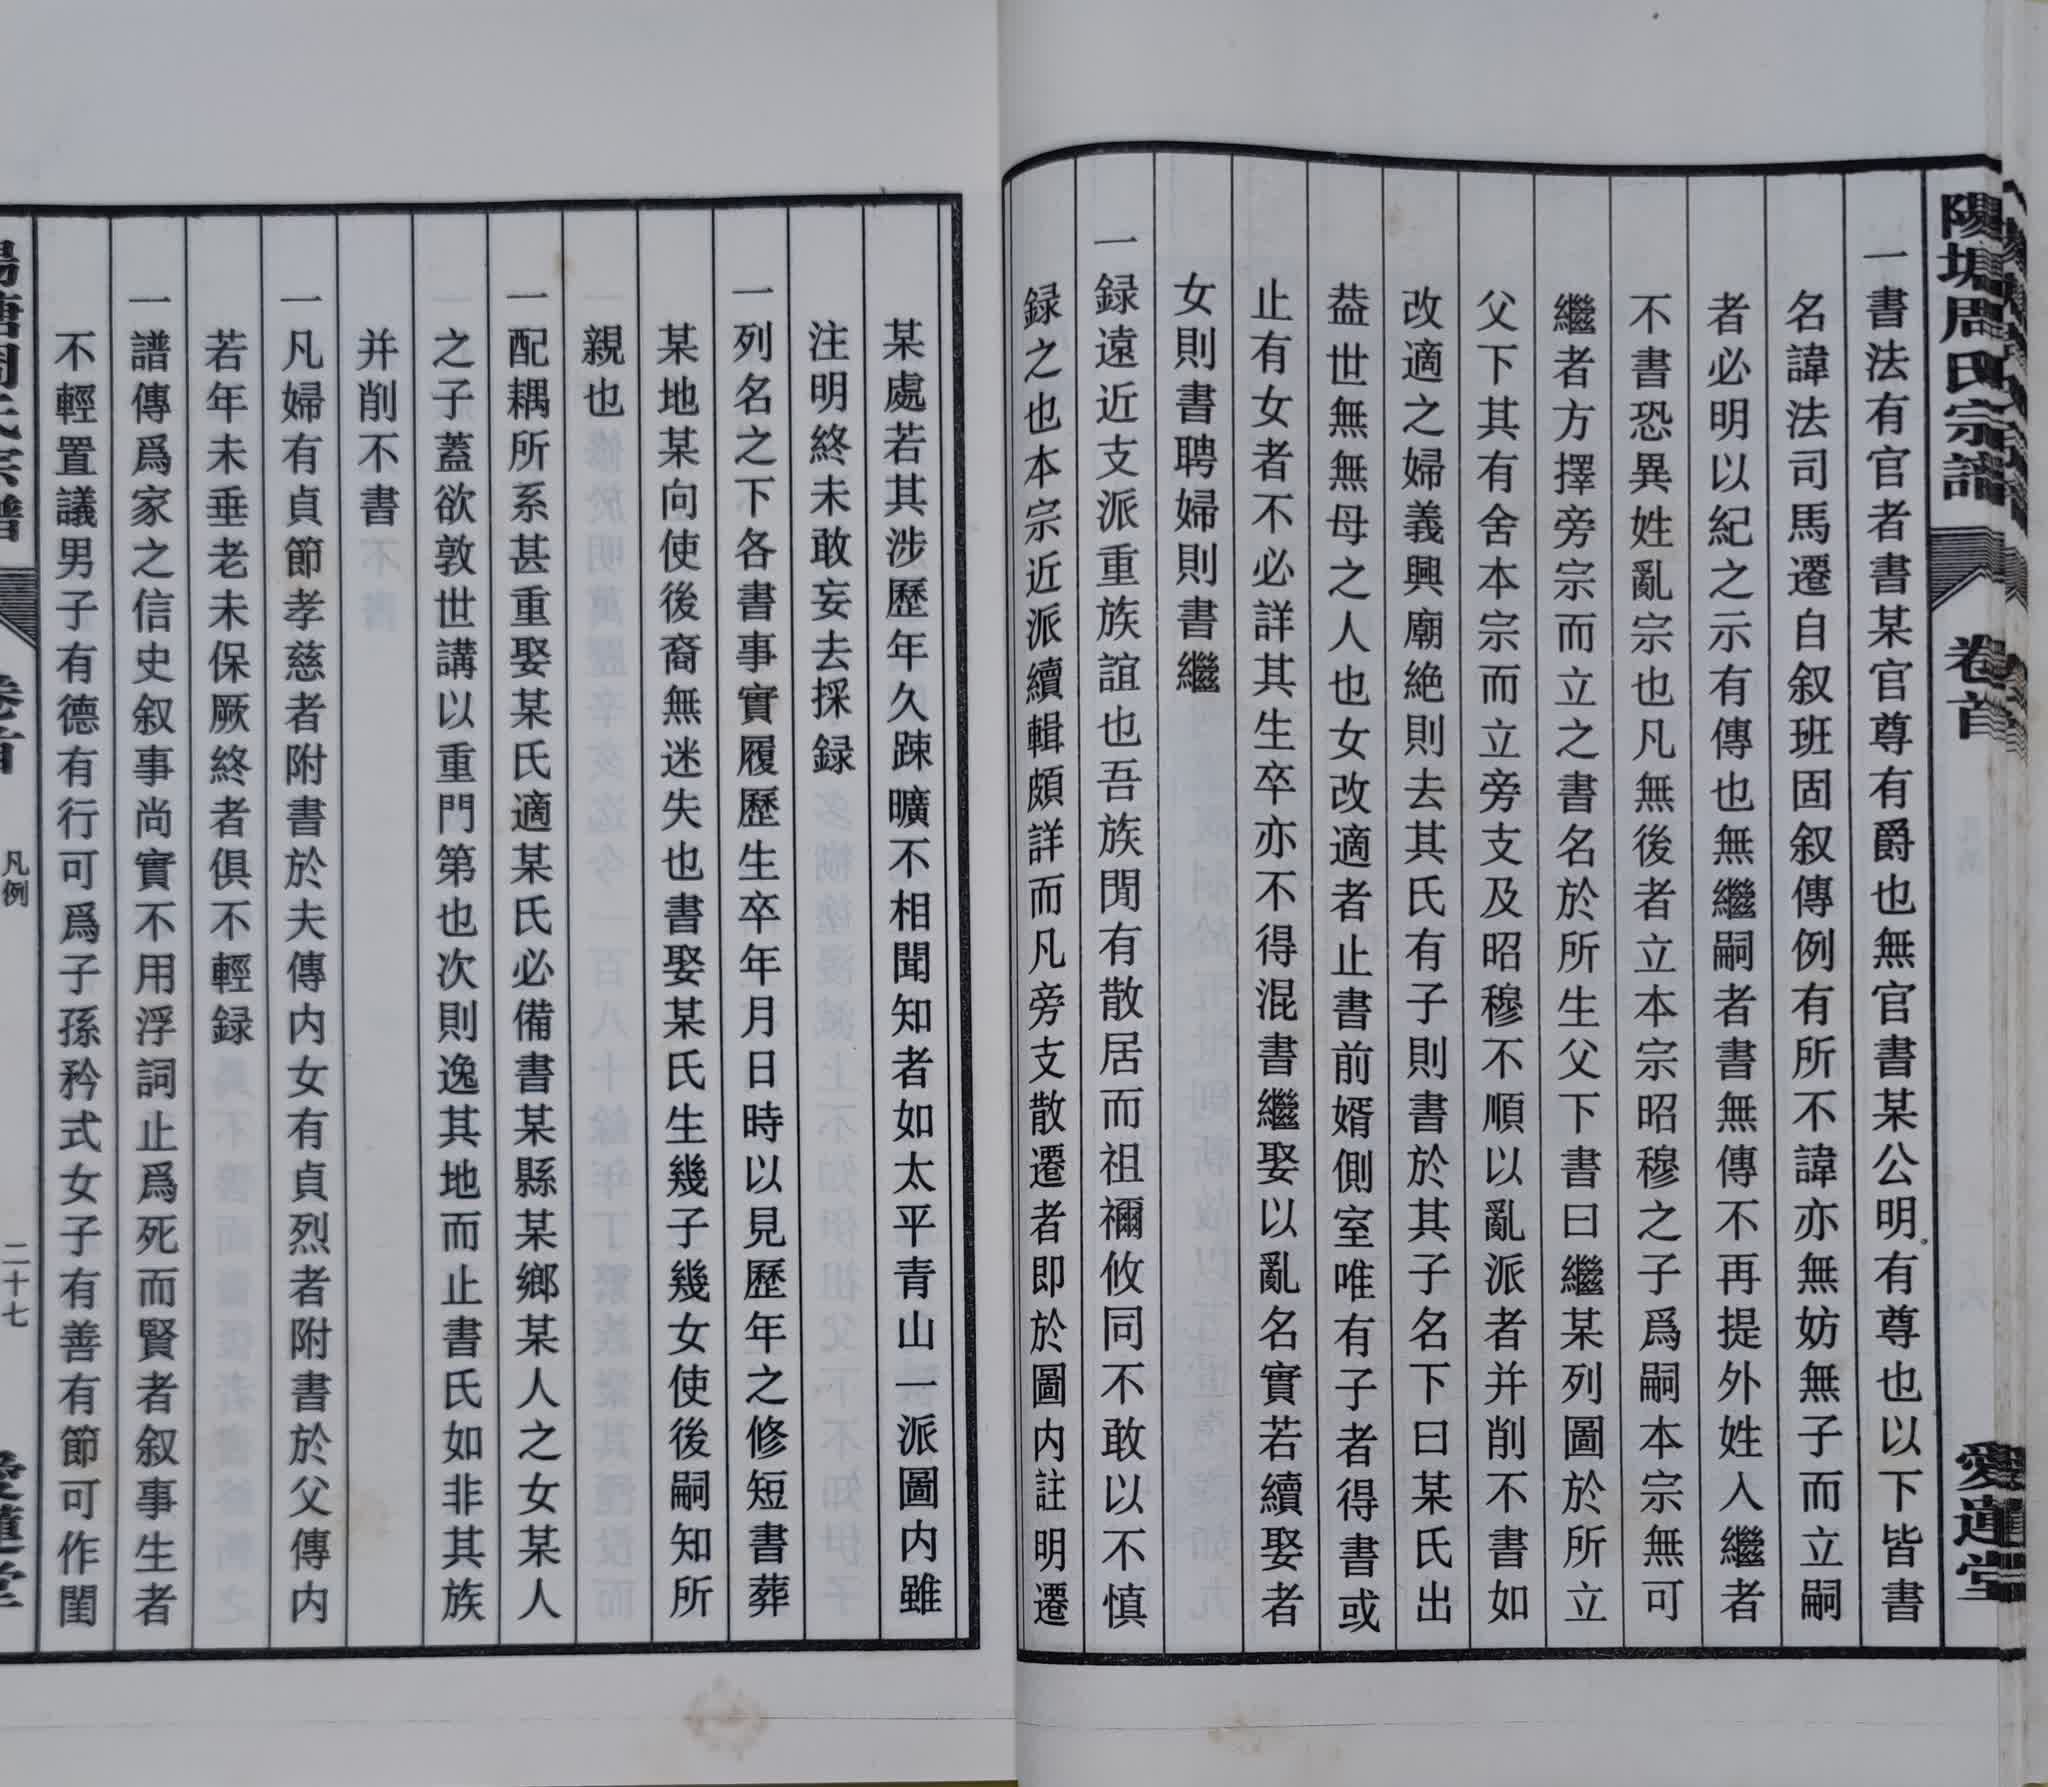 陽塘周氏宗譜
卷首
愛蓮堂
一書法有官者書某官尊有爵也無官書某公明有尊也以下皆書
名諱法司馬遷自叙班固叙傳例有所不諱亦無妨無子而立嗣
者必明以紀之示有傳也無繼嗣者書無傳不再提外姓入繼者
不書恐異姓亂宗也凡無後者立本宗昭穆之子爲嗣本宗無可
繼者方擇旁宗而立之書名於所生父下書曰繼某列圖於所立
父下其有舍本宗而立旁支及昭穆不順以亂派者并削不書如
改適之婦義興廟絶則去其氏有子則書於其子名下曰某氏出
葢世無無母之人也女改適者止書前婿側室唯有子者得書或
止有女者不必詳其生卒亦不得混書繼娶以亂名實若續娶者
女則書聘婦則書繼
一録遠近支派重族誼也吾族閒有散居而祖禰攸同不敢以不慎
録之也本宗近派續輯頗詳而凡旁支散遷者即於圖内註明遷
某處若其涉歷年久踈曠不相聞知者如太平青山一派圖内雖
注明終未敢妄去採録
一列名之下各書事實履歷生卒年月日時以見歷年之修短書葬
某地某向使後裔無迷失也書娶某氏生幾子幾女使後嗣知所
親也
一配耦所系甚重娶某氏適某氏必備書某縣某鄉某人之女某人
之子蓋欲敦世講以重門第也次則逸其地而止書氏如非其族
并削不書
一凡婦有貞節孝慈者附書於夫傳内女有貞烈者附書於父傳内
若年未垂老未保厥終者俱不輕録
一譜傳爲家之信史叙事尚實不用浮詞止爲死而賢者叙事生者
不輕置議男子有德有行可爲子孫矜式女子有善有節可作閨
凡例
二十七